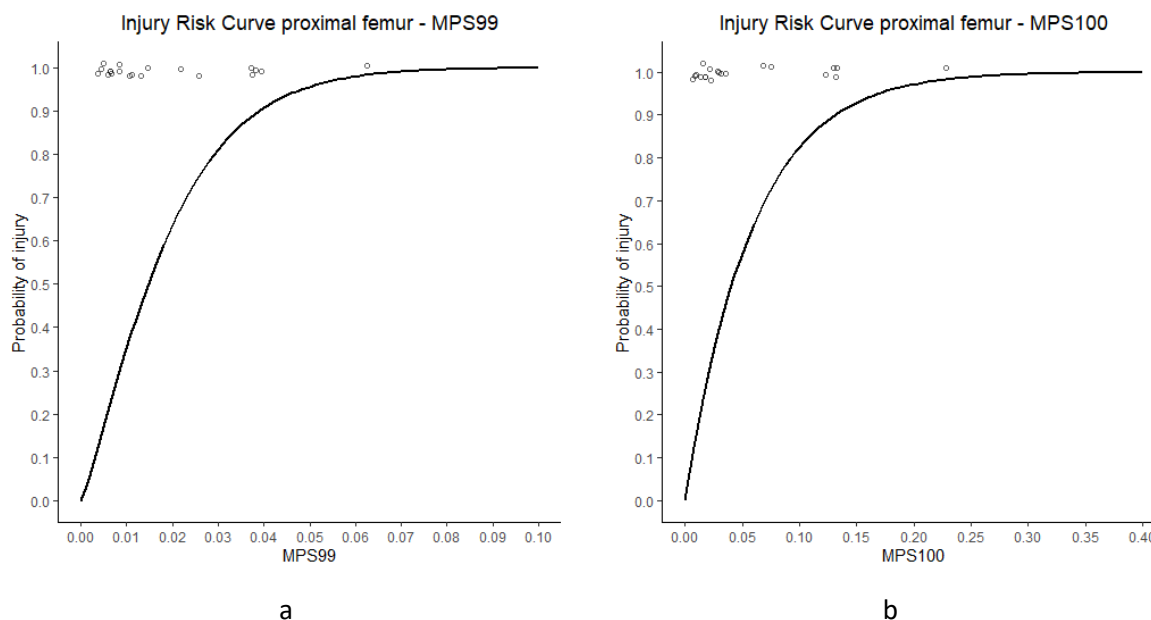 Injury Risk Curve proximal femur - MPS99
Probability of injury
1.0
0.9
0.8
0.7
0.6
0.5
0.4
0.3
0.2
0.1
0.0
0.00 0.01 0.02 0.03 0.04 0.05 0.06 0.07 0.08 0.09 0.10
MPS99
a
Injury Risk Curve proximal femur - MPS100
Probability of injury
1.0
0.9
0.8
0.7
0.6
0.5
0.4
0.3
0.2
0.1
0.0
0.00 0.05 0.10 0.15 0.20 0.25 0.30 0.35 0.40
MPS100
b